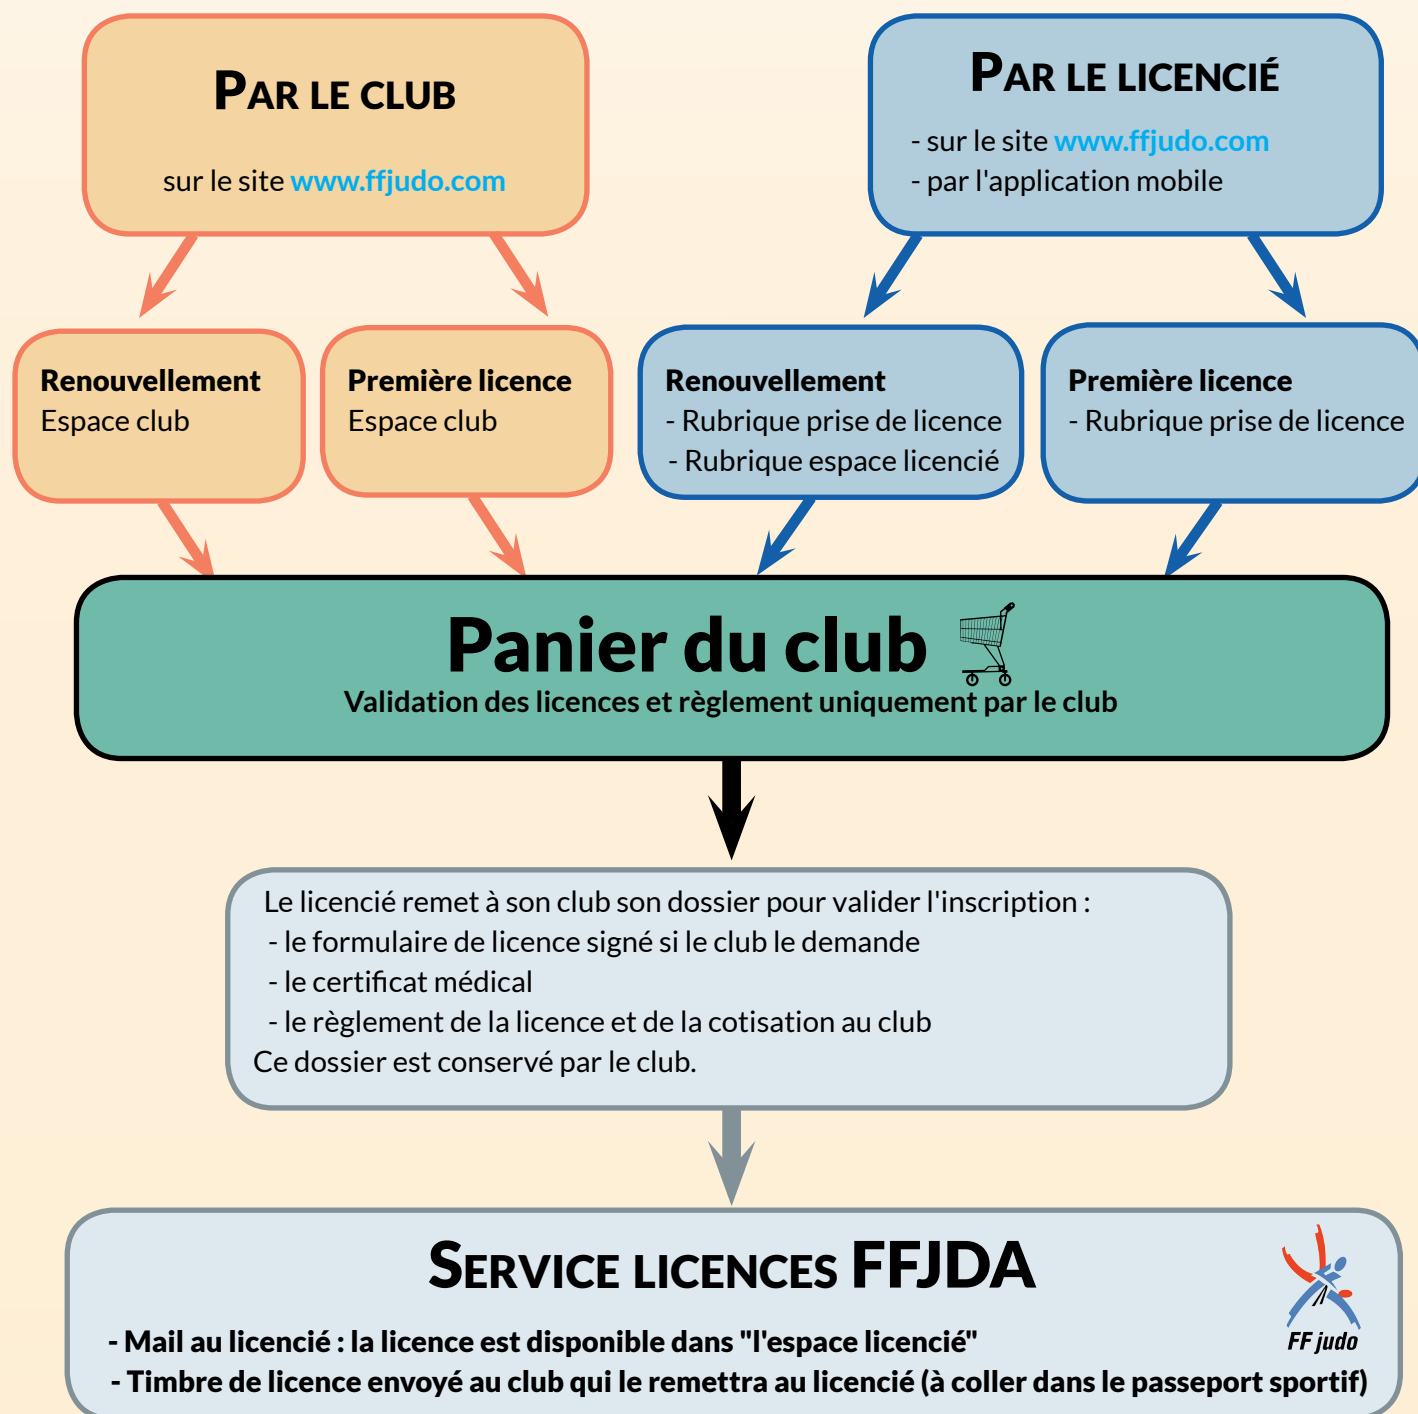 PAR LE CLUB
sur le site www.ffjudo.com
PAR LE LICENCIÉ
- sur le site www.ffjudo.com
- par l'application mobile
Renouvellement
Espace club
Première licence
Espace club
Renouvellement
- Rubrique prise de licence
- Rubrique espace licencié
Première licence
- Rubrique prise de licence
Panier du club
Validation des licences et règlement uniquement par le club
Le licencié remet à son club son dossier pour valider l'inscription :
- le formulaire de licence signé si le club le demande
- le certificat médical
- le règlement de la licence et de la cotisation au club
Ce dossier est conservé par le club.
SERVICE LICENCES FFJDA
FF judo
- Mail au licencié : la licence est disponible dans "l'espace licencié"
- Timbre de licence envoyé au club qui le remettra au licencié (à coller dans le passeport sportif)